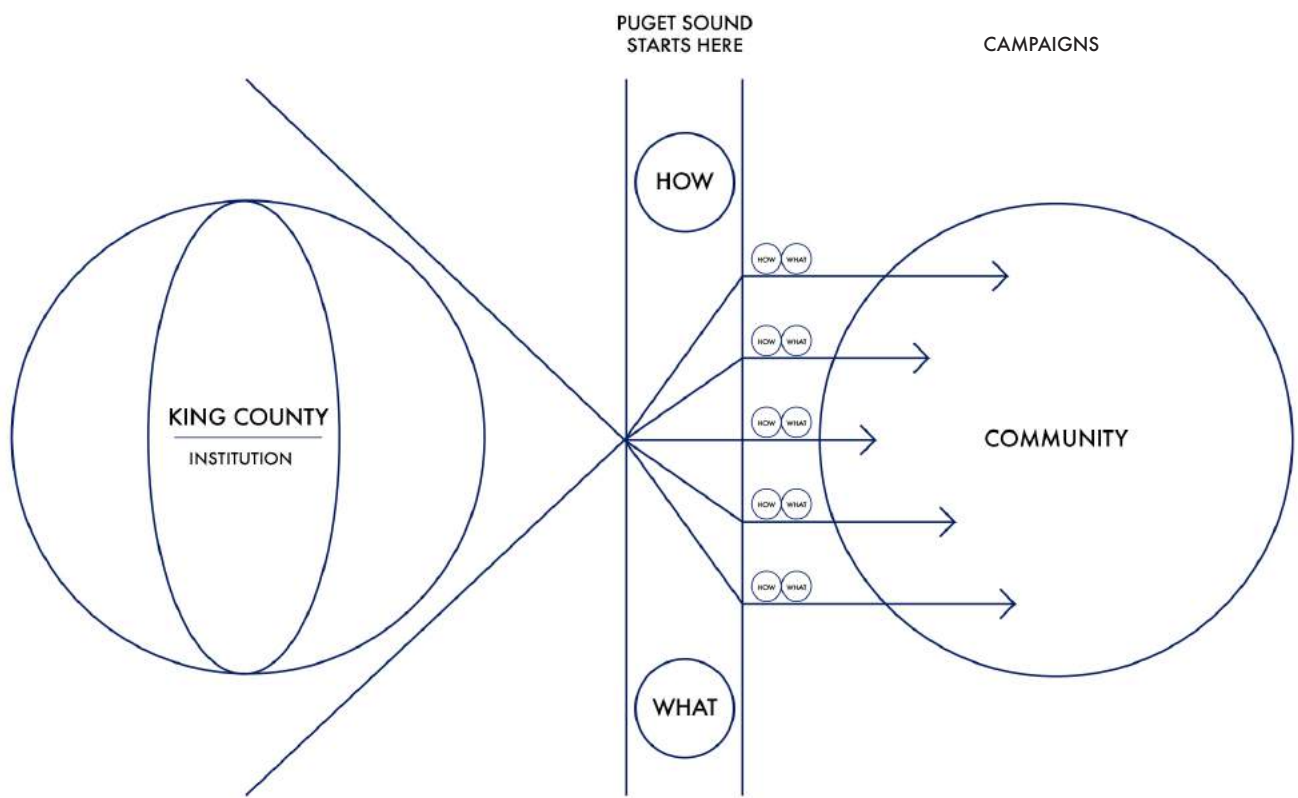 PUGET SOUND
STARTS HERE
CAMPAIGNS
HOW
HOW WHAT
HOW WHAT
KING COUNTY
INSTITUTION
HOW WHAT
COMMUNITY
HOW WHAT
HOW WHAT
WHAT